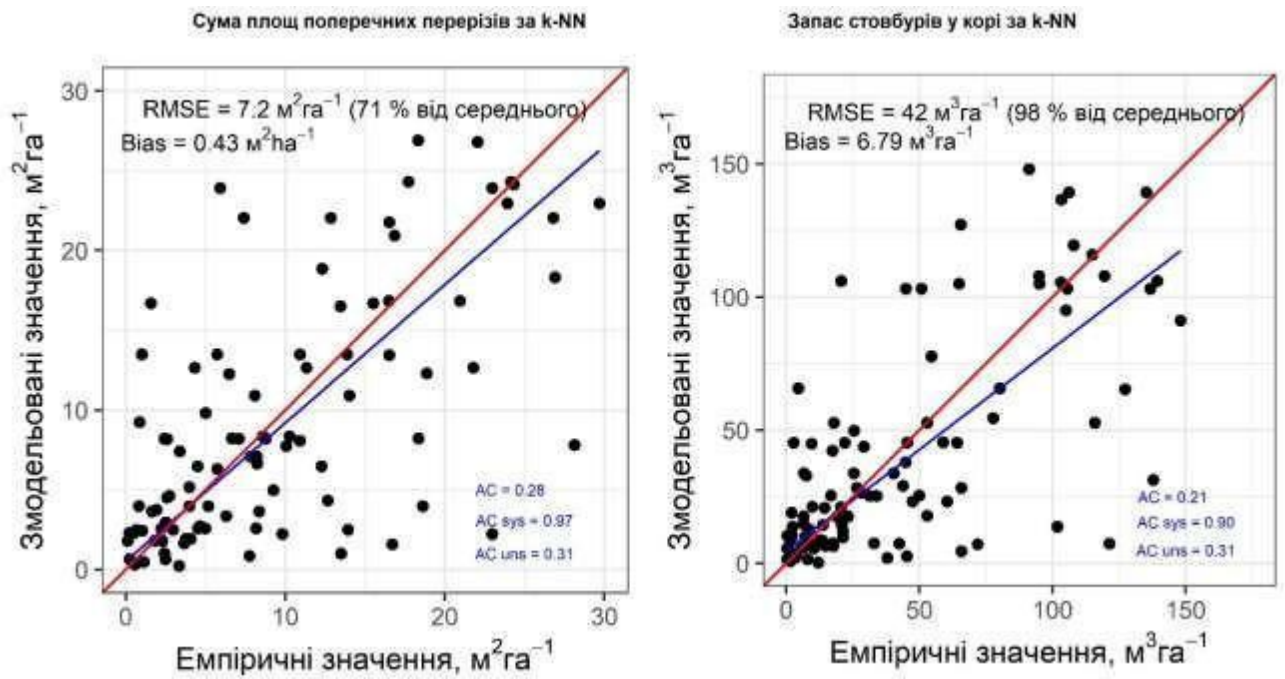 Сума площ поперечних перерізів за k-NN
Змодельовані значення, м²га⁻¹
30
20
10
0
RMSE = 7.2 м²га⁻¹ (71 % від середнього)
Bias = 0.43 м²ha⁻¹
AC = 0.28
AC sys = 0.97
AC uns = 0.31
0 10 20 30
Емпіричні значення, м²га⁻¹
Запас стовбурів у корі за k-NN
Змодельовані значення, м³га⁻¹
150
100
50
0
RMSE = 42 м³га⁻¹ (98 % від середнього)
Bias = 6.79 м³га⁻¹
AC = 0.21
AC sys = 0.90
AC uns = 0.31
0 50 100 150
Емпіричні значення, м³га⁻¹